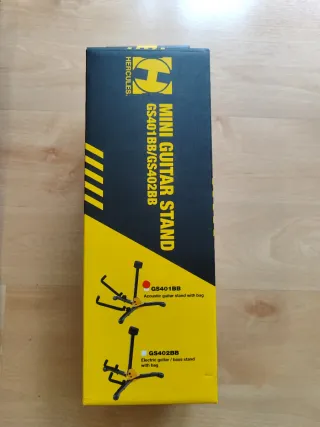 HERCULES®
MINI GUITAR STAND
GS401BB/GS402BB
GS401BB
Acoustic guitar stand with bag
GS402BB
Electric guitar / bass stand
with bag